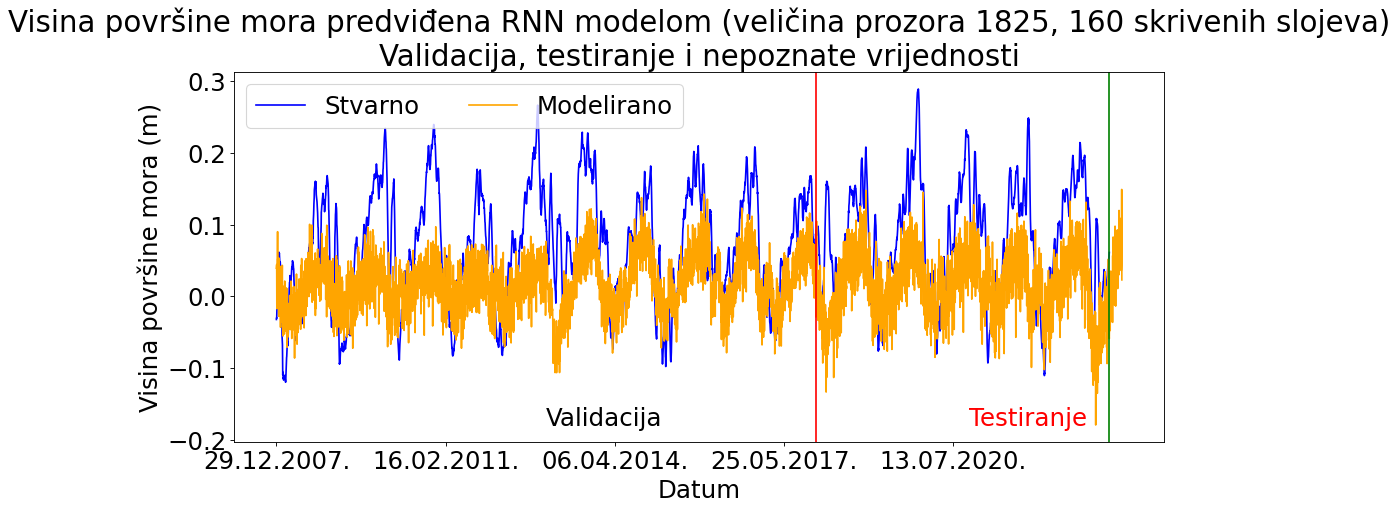 Visina površine mora predviđena RNN modelom (veličina prozora 1825, 160 skrivenih slojeva)
Validacija, testiranje i nepoznate vrijednosti
Stvarno
Modelirano
Visina površine mora (m)
0.3
0.2
0.1
0.0
−0.1
−0.2
Validacija
Testiranje
29.12.2007.
16.02.2011.
06.04.2014.
25.05.2017.
13.07.2020.
Datum